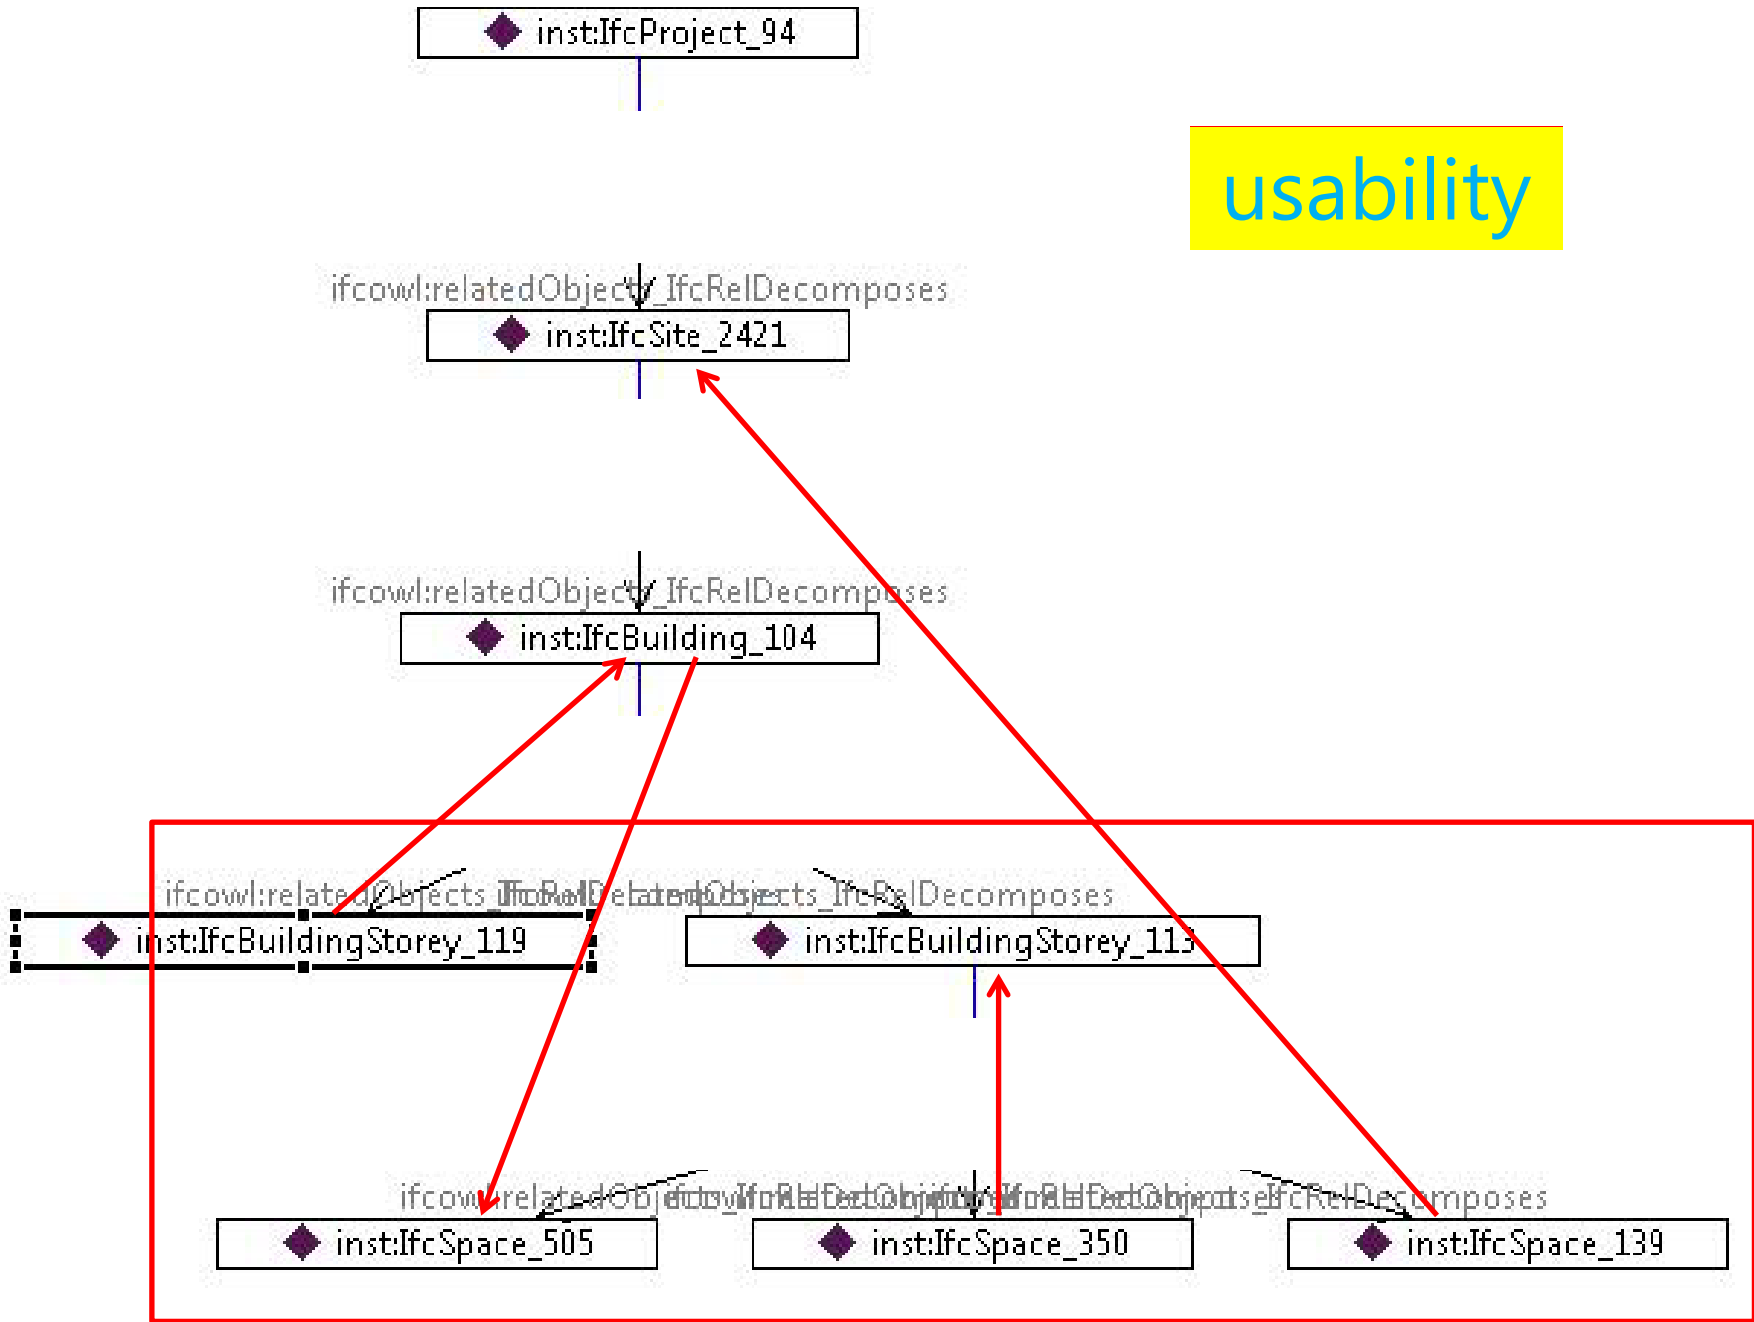 inst:IfcProject_94
usability
ifcowl:relatedObjects_IfcRelDecomposes
inst:IfcSite_2421
ifcowl:relatedObjects_IfcRelDecomposes
inst:IfcBuilding_104
ifcowl:relatedObjects_IfcRelDecomposes
inst:IfcBuildingStorey_119
inst:IfcBuildingStorey_113
inst:IfcSpace_505
inst:IfcSpace_350
inst:IfcSpace_139